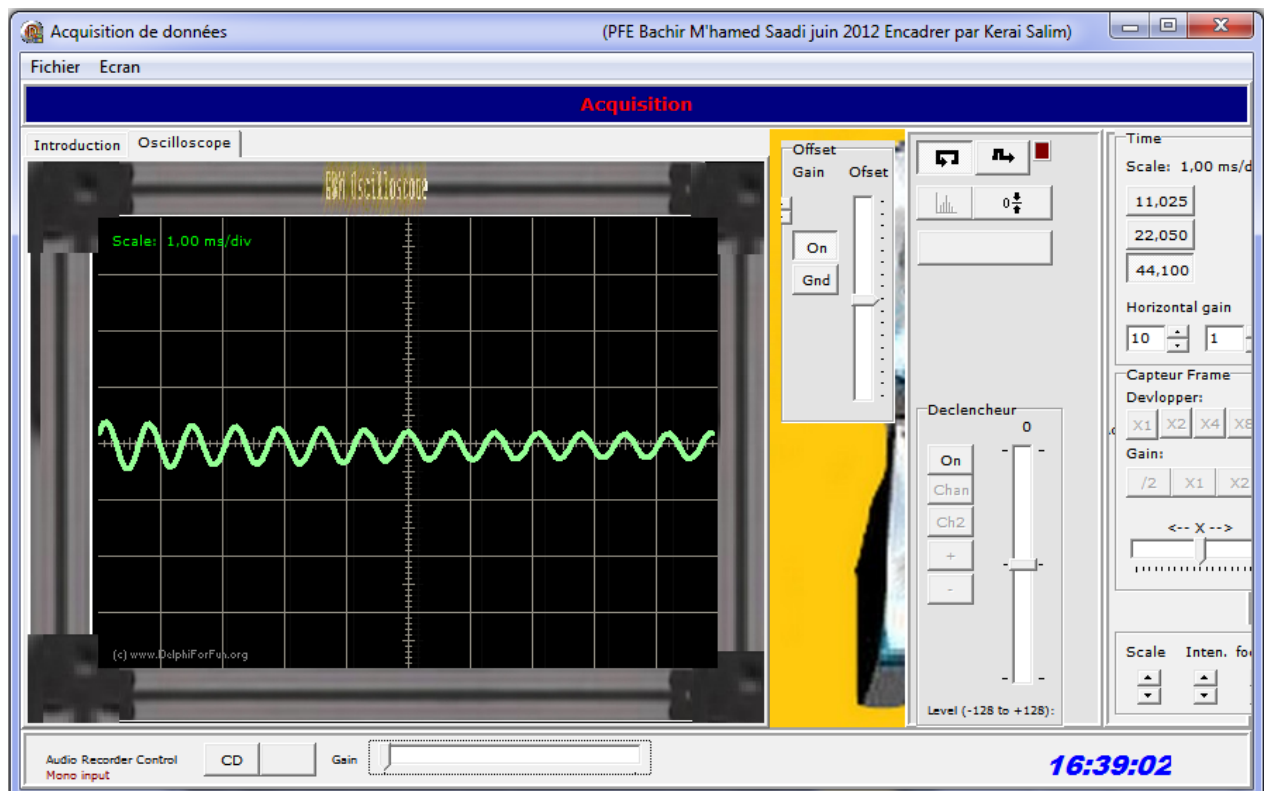 Acquisition de données
(PFE Bachir M'hamed Saadi juin 2012 Encadrer par Kerai Salim)
Fichier Ecran
Acquisition
Introduction Oscilloscope
Oscilloscope
Scale: 1,00 ms/div
(c) www.DelphiForFun.org
Offset
Gain Ofset
On
Gnd
0
Declencheur
0
On
Chan
Ch2
+
-
Level (-128 to +128):
Time
Scale: 1,00 ms/d
11,025
22,050
44,100
Horizontal gain
10 1
Capteur Frame
Devlopper:
X1 X2 X4 X8
Gain:
/2 X1 X2
<-- X -->
Scale Inten. fo
Audio Recorder Control
Mono input
CD
Gain
16:39:02